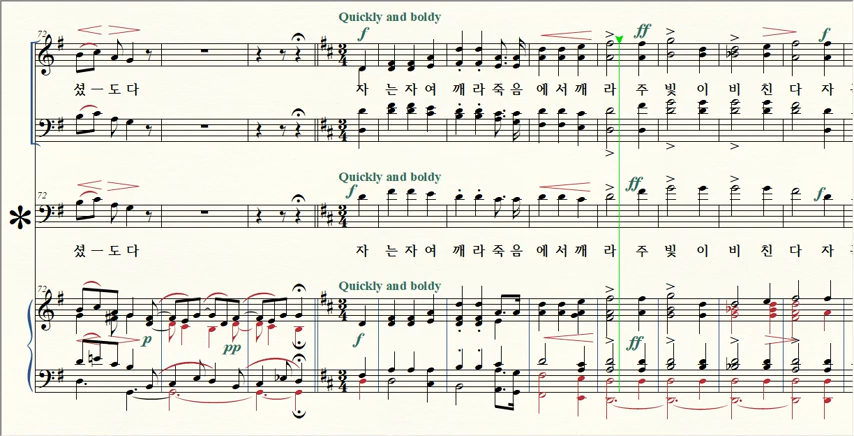 Quickly and boldy
72
f
ff
f
셨 ー 도 다 자 는 자 여 깨 라 죽 음 에 서 깨 라 주 빛 이 비 친 다 자
Quickly and boldy
72
f
ff
f
셨 ー 도 다 자 는 자 여 깨 라 죽 음 에 서 깨 라 주 빛 이 비 친 다 자
Quickly and boldy
72
p
pp
f
ff